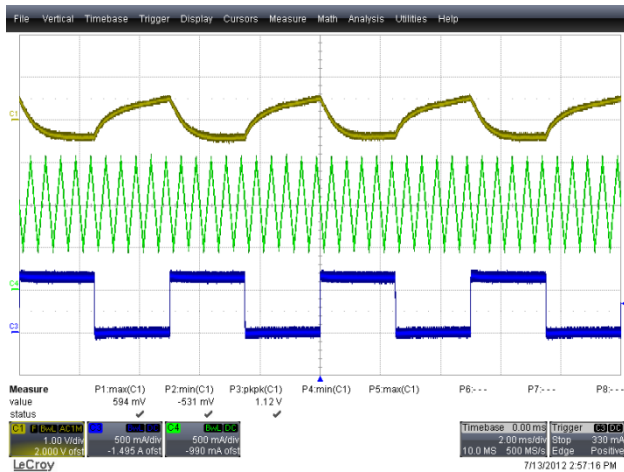 File Vertical Timebase Trigger Display Cursors Measure Math Analysis Utilities Help
C1
C4
C3
Measure P1:max(C1) P2:min(C1) P3:pkpk(C1) P4:min(C1) P5:max(C1) P6:--- P7:--- P8:---
value 594 mV -531 mV 1.12 V
status ✓ ✓ ✓
C1 F BwL AC1M BwL DC C4 BwL DC Timebase 0.00 ms Trigger C3 DC
1.00 V/div 500 mA/div 500 mA/div 2.00 ms/div Stop 330 mA
2.000 V ofst -1.495 A ofst -990 mA ofst 10.0 MS 500 MS/s Edge Positive
LeCroy 7/13/2012 2:57:16 PM